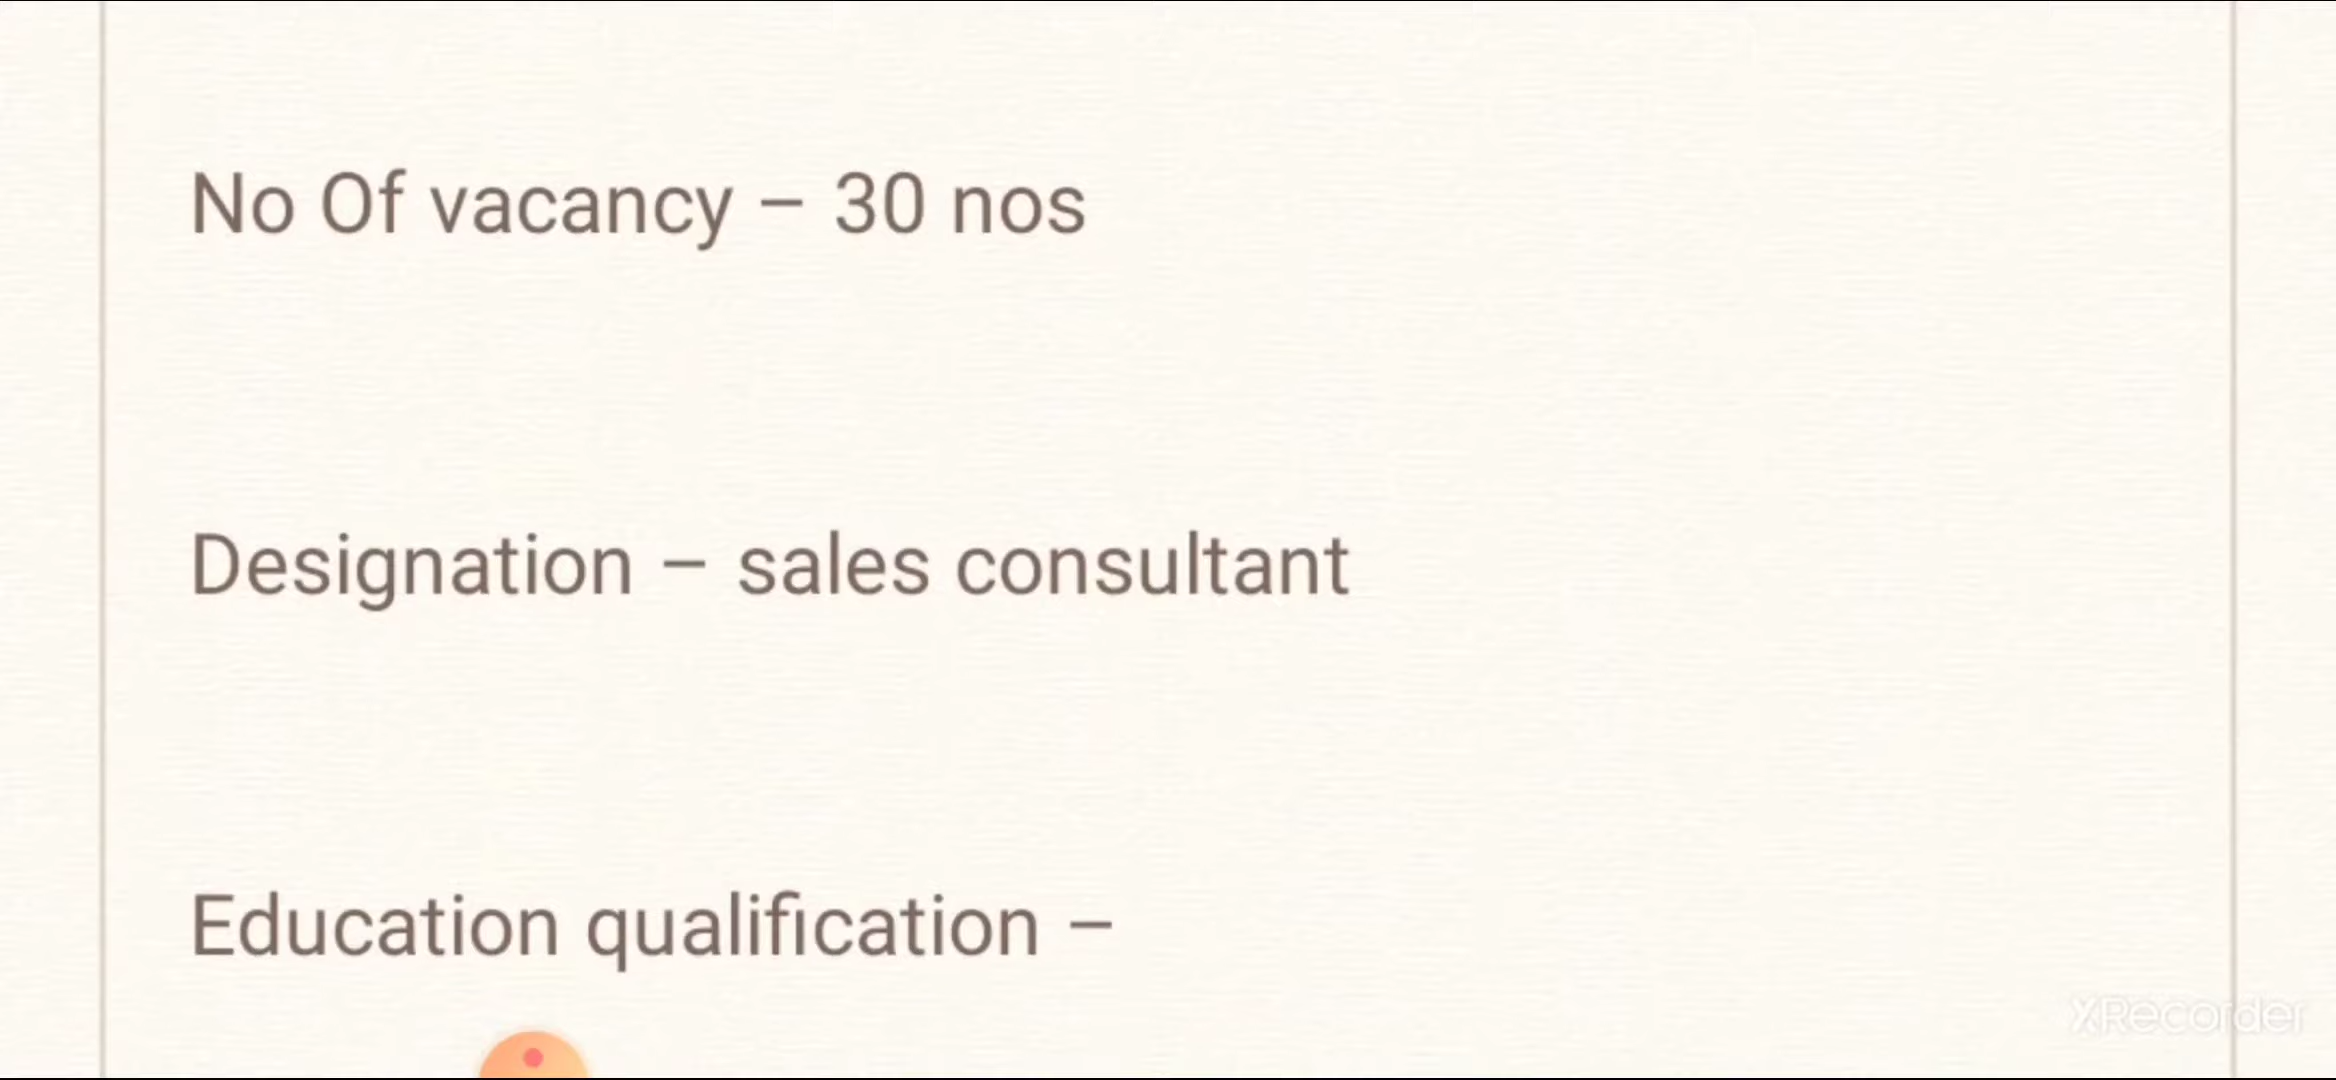 No Of vacancy – 30 nos
Designation – sales consultant
Education qualification –
XRecorder